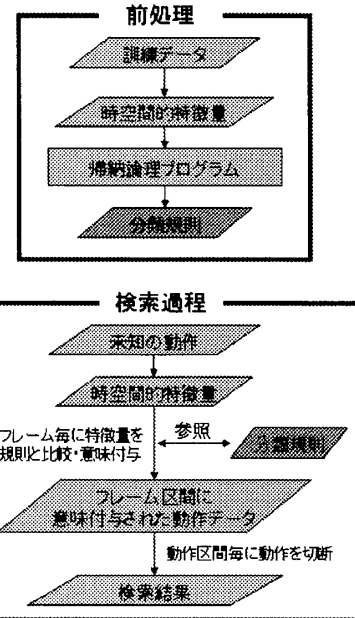 前処理
訓練データ
時空間的特徴量
帰納論理プログラム
分類規則
検索過程
未知の動作
時空間的特徴量
フレーム毎に特徴量を
規則と比較・意味付与
参照
分類規則
フレーム区間に
意味付与された動作データ
動作区間毎に動作を切断
検索結果